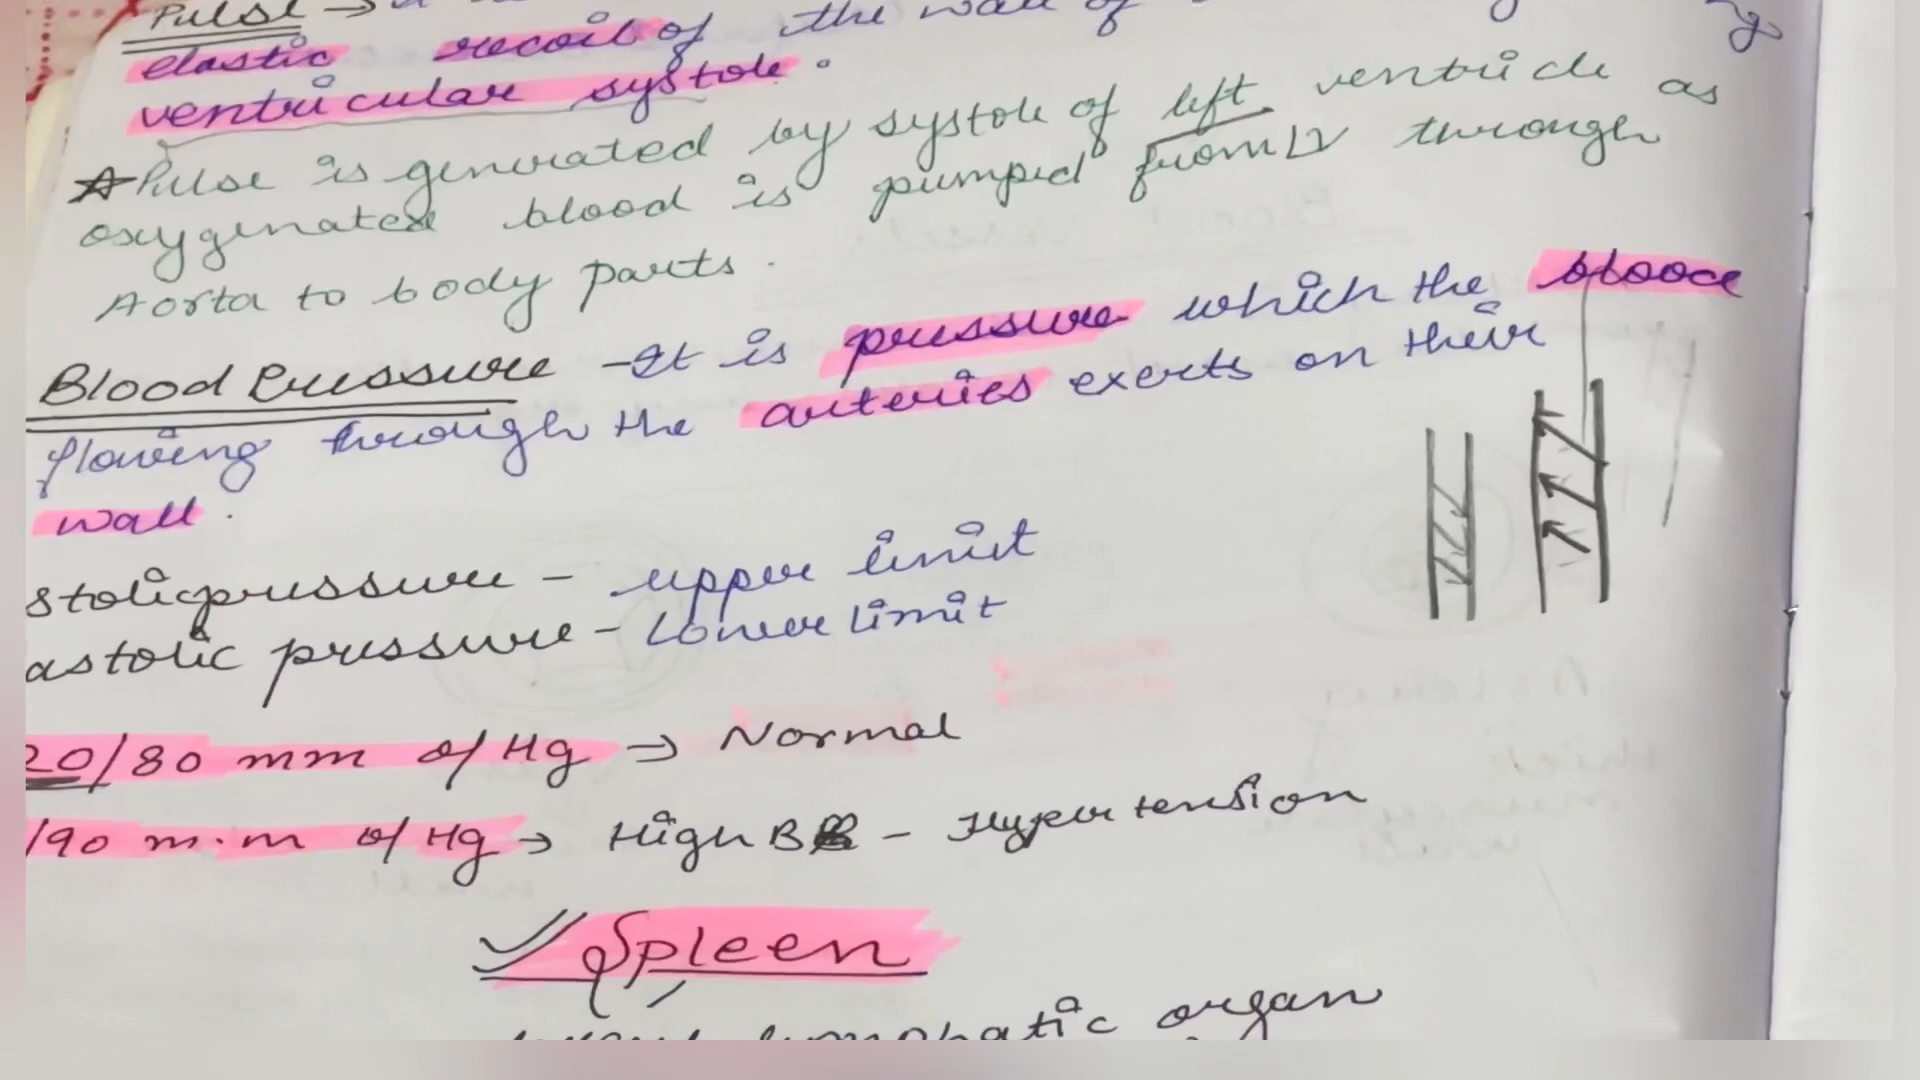 Pulse →
elastic recoil of the wall of
ventricular systole.
Pulse is generated by systole of left ventricle as
oxygenated blood is pumped from LV through
Aorta to body parts.
Blood Pressure - It is pressure which the blood
flowing through the arteries exerts on their
wall.
stolic pressure - upper limit
astolic pressure - Lower limit
20/80 mm of Hg → Normal
/90 m.m of Hg → High BP - Hypertension
Spleen
lymphatic organ